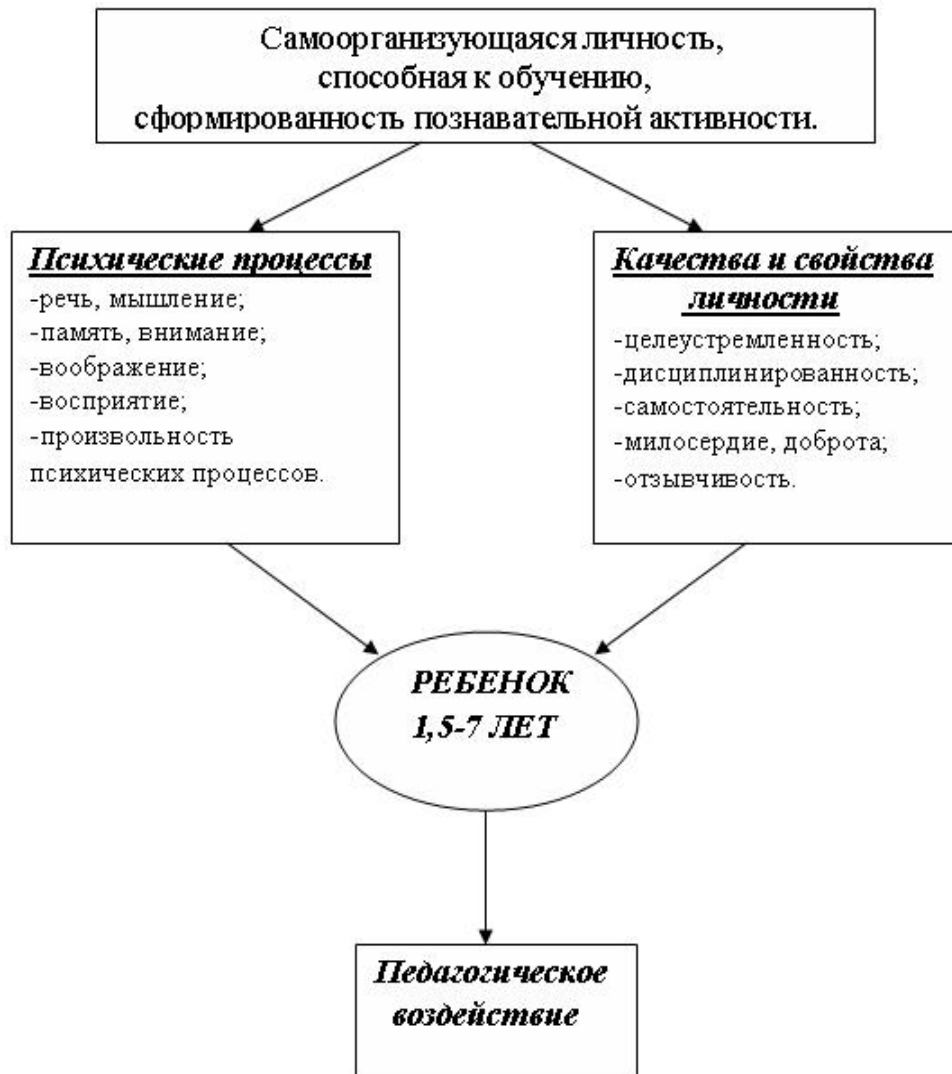 Самоорганизующаяся личность,
способная к обучению,
сформированность познавательной активности.
Психические процессы
-речь, мышление;
-память, внимание;
-воображение;
-восприятие;
-произвольность
психических процессов.
Качества и свойства
личности
-целеустремленность;
-дисциплинированность;
-самостоятельность;
-милосердие, доброта;
-отзывчивость.
РЕБЕНОК
1,5-7 ЛЕТ
Педагогическое
воздействие